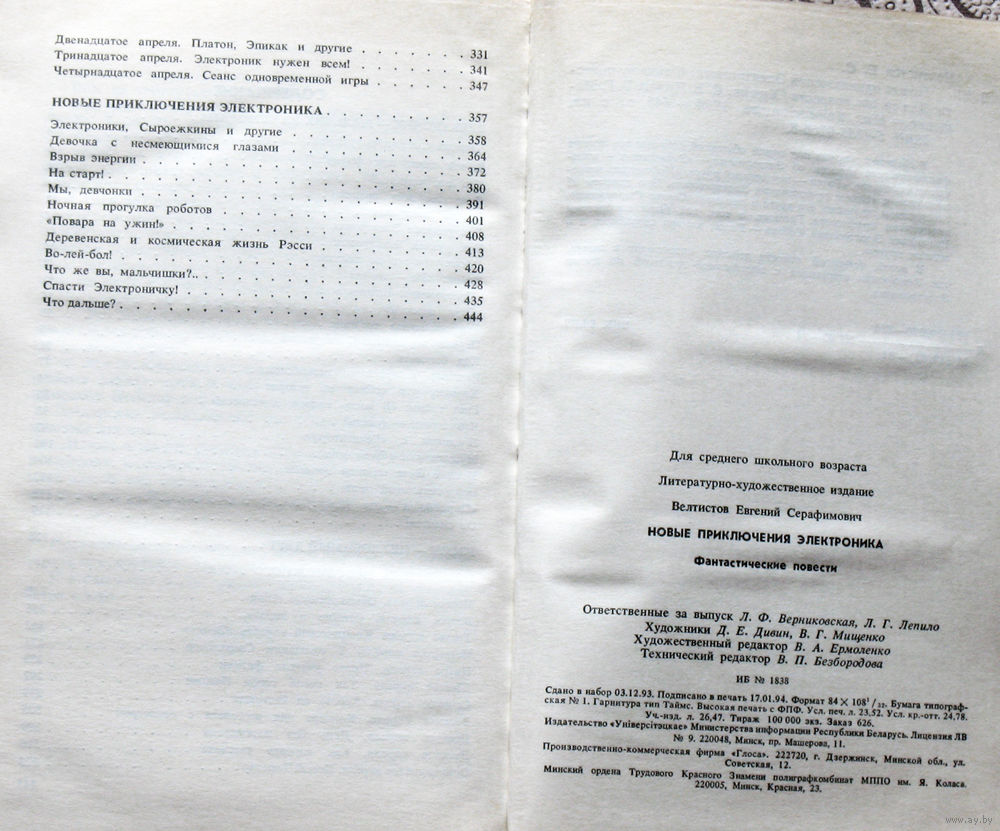 Двенадцатое апреля. Платон, Эпикак и другие . . . . . . . 331
Тринадцатое апреля. Электроник нужен всем! . . . . . . . 341
Четырнадцатое апреля. Сеанс одновременной игры . . . . . . 347
НОВЫЕ ПРИКЛЮЧЕНИЯ ЭЛЕКТРОНИКА . . . . . . . . . 357
Электроники, Сыроежкины и другие . . . . . . . . . . . 358
Девочка с несмеющимися глазами . . . . . . . . . . . 364
Взрыв энергии . . . . . . . . . . . . . . . . . . 372
На старт! . . . . . . . . . . . . . . . . . . . . 380
Мы, девчонки . . . . . . . . . . . . . . . . . . 391
Ночная прогулка роботов . . . . . . . . . . . . . . 401
«Повара на ужин!» . . . . . . . . . . . . . . . . 408
Деревенская и космическая жизнь Рэсси . . . . . . . . . 413
Во-лей-бол! . . . . . . . . . . . . . . . . . . . 420
Что же вы, мальчишки?.. . . . . . . . . . . . . . . 428
Спасти Электроничку! . . . . . . . . . . . . . . . 435
Что дальше? . . . . . . . . . . . . . . . . . . . 444
Для среднего школьного возраста
Литературно-художественное издание
Велтистов Евгений Серафимович
НОВЫЕ ПРИКЛЮЧЕНИЯ ЭЛЕКТРОНИКА
Фантастические повести
Ответственные за выпуск Л. Ф. Верниковская, Л. Г. Лепило
Художники Д. Е. Дивин, В. Г. Мищенко
Художественный редактор В. А. Ермоленко
Технический редактор В. П. Безбородова
ИБ № 1838
Сдано в набор 03.12.93. Подписано в печать 17.01.94. Формат 84×168¹/₃₂. Бумага типограф-
ская № 1. Гарнитура тип Таймс. Высокая печать с ФПФ. Усл. печ. л. 23,52. Усл. кр.-отт. 24,78.
Уч.-изд. л. 26,47. Тираж 100 000 экз. Заказ 626.
Издательство «Універсітэцкае» Министерства информации Республики Беларусь. Лицензия ЛВ
№ 9. 220048, Минск, пр. Машерова, 11.
Производственно-коммерческая фирма «Глоса». 222720, г. Дзержинск, Минской обл., ул.
Советская, 12.
Минский ордена Трудового Красного Знамени полиграфкомбинат МППО им. Я. Коласа.
220005, Минск, Красная, 23.
www.ay.by